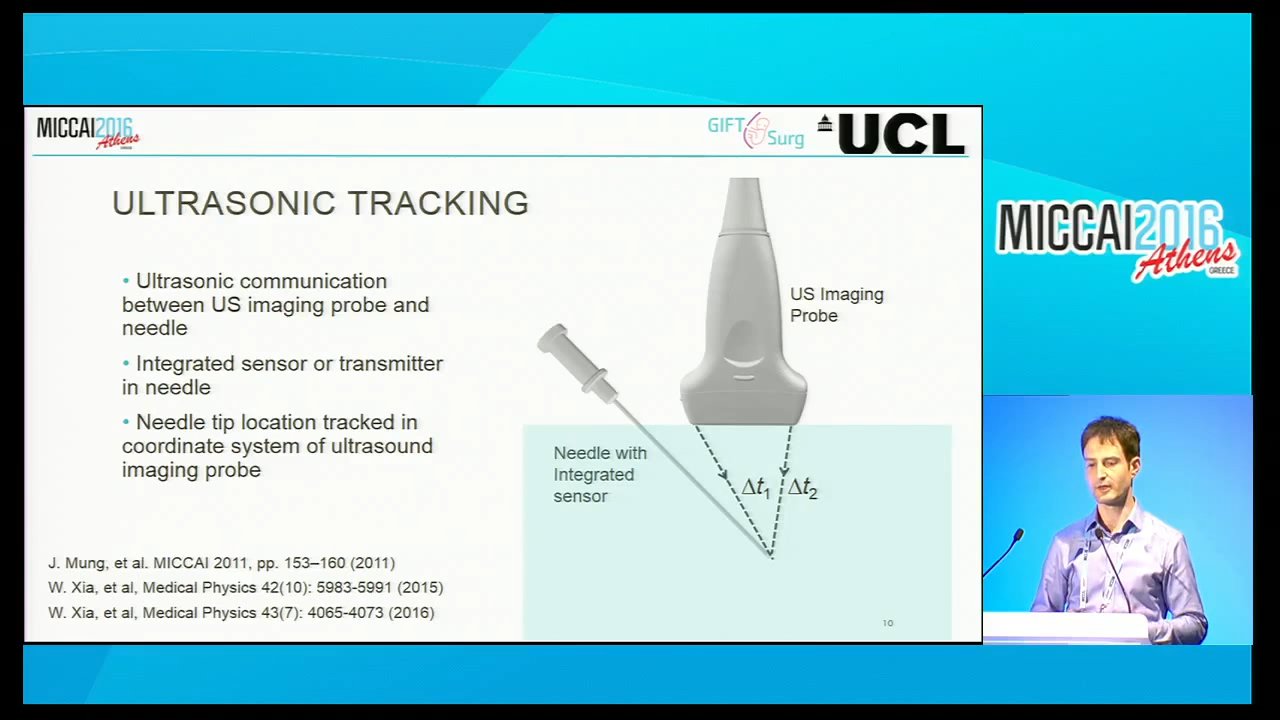 MICCAI2016
Athens
GREECE
GIFT Surg
UCL
ULTRASONIC TRACKING
• Ultrasonic communication
between US imaging probe and
needle
• Integrated sensor or transmitter
in needle
• Needle tip location tracked in
coordinate system of ultrasound
imaging probe
US Imaging
Probe
Needle with
Integrated
sensor
Δt1 Δt2
J. Mung, et al. MICCAI 2011, pp. 153–160 (2011)
W. Xia, et al, Medical Physics 42(10): 5983-5991 (2015)
W. Xia, et al, Medical Physics 43(7): 4065-4073 (2016)
10
MICCAI2016
Athens
GREECE